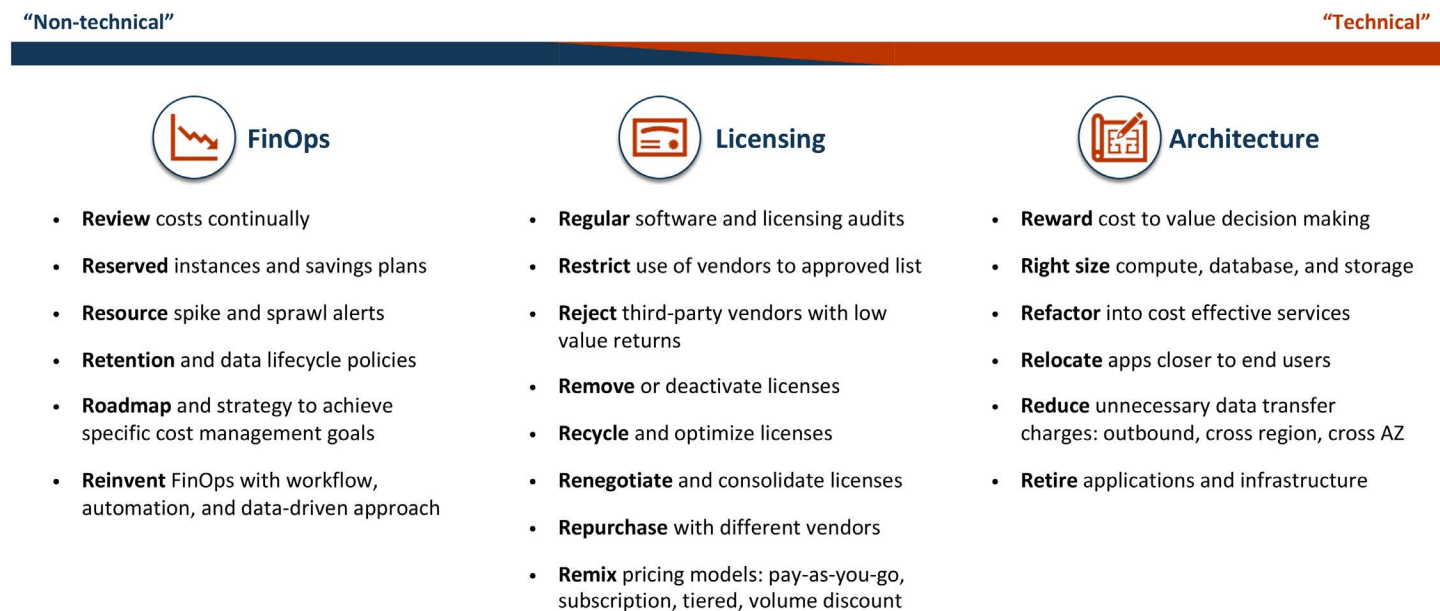 “Non-technical”
“Technical”
FinOps
• Review costs continually
• Reserved instances and savings plans
• Resource spike and sprawl alerts
• Retention and data lifecycle policies
• Roadmap and strategy to achieve
specific cost management goals
• Reinvent FinOps with workflow,
automation, and data-driven approach
Licensing
• Regular software and licensing audits
• Restrict use of vendors to approved list
• Reject third-party vendors with low
value returns
• Remove or deactivate licenses
• Recycle and optimize licenses
• Renegotiate and consolidate licenses
• Repurchase with different vendors
• Remix pricing models: pay-as-you-go,
subscription, tiered, volume discount
Architecture
• Reward cost to value decision making
• Right size compute, database, and storage
• Refactor into cost effective services
• Relocate apps closer to end users
• Reduce unnecessary data transfer
charges: outbound, cross region, cross AZ
• Retire applications and infrastructure